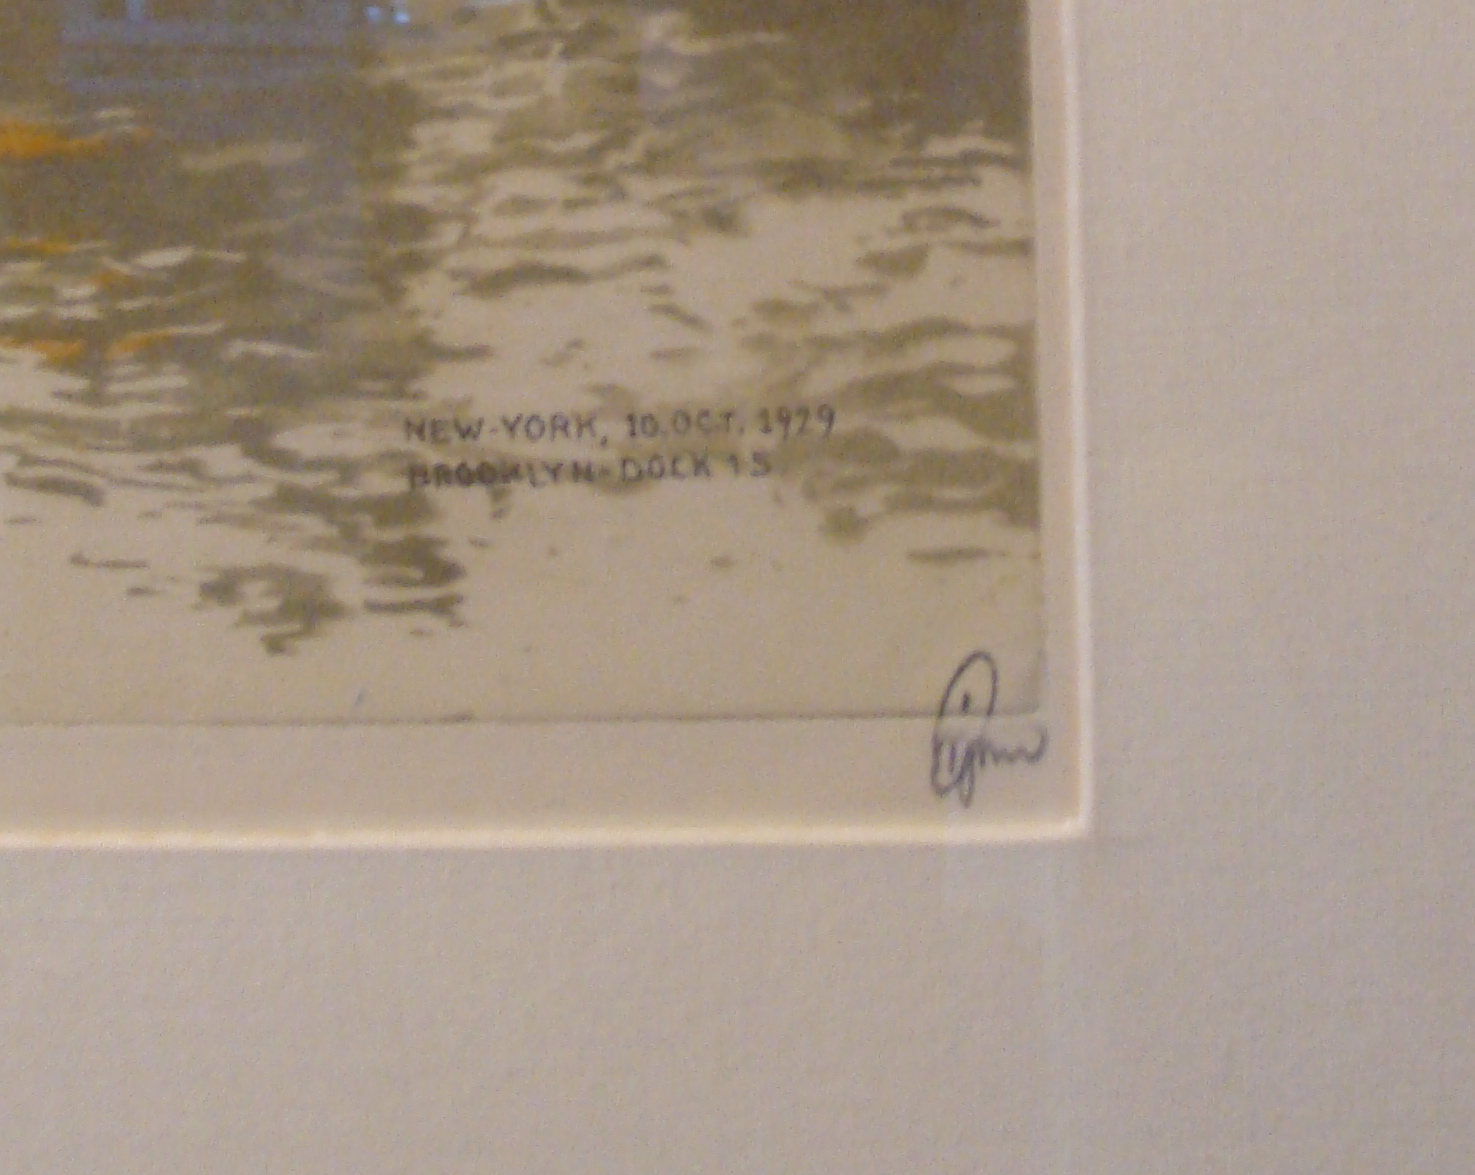 NEW-YORK, 10.OCT. 1929
BROOKLYN-DOCK 15